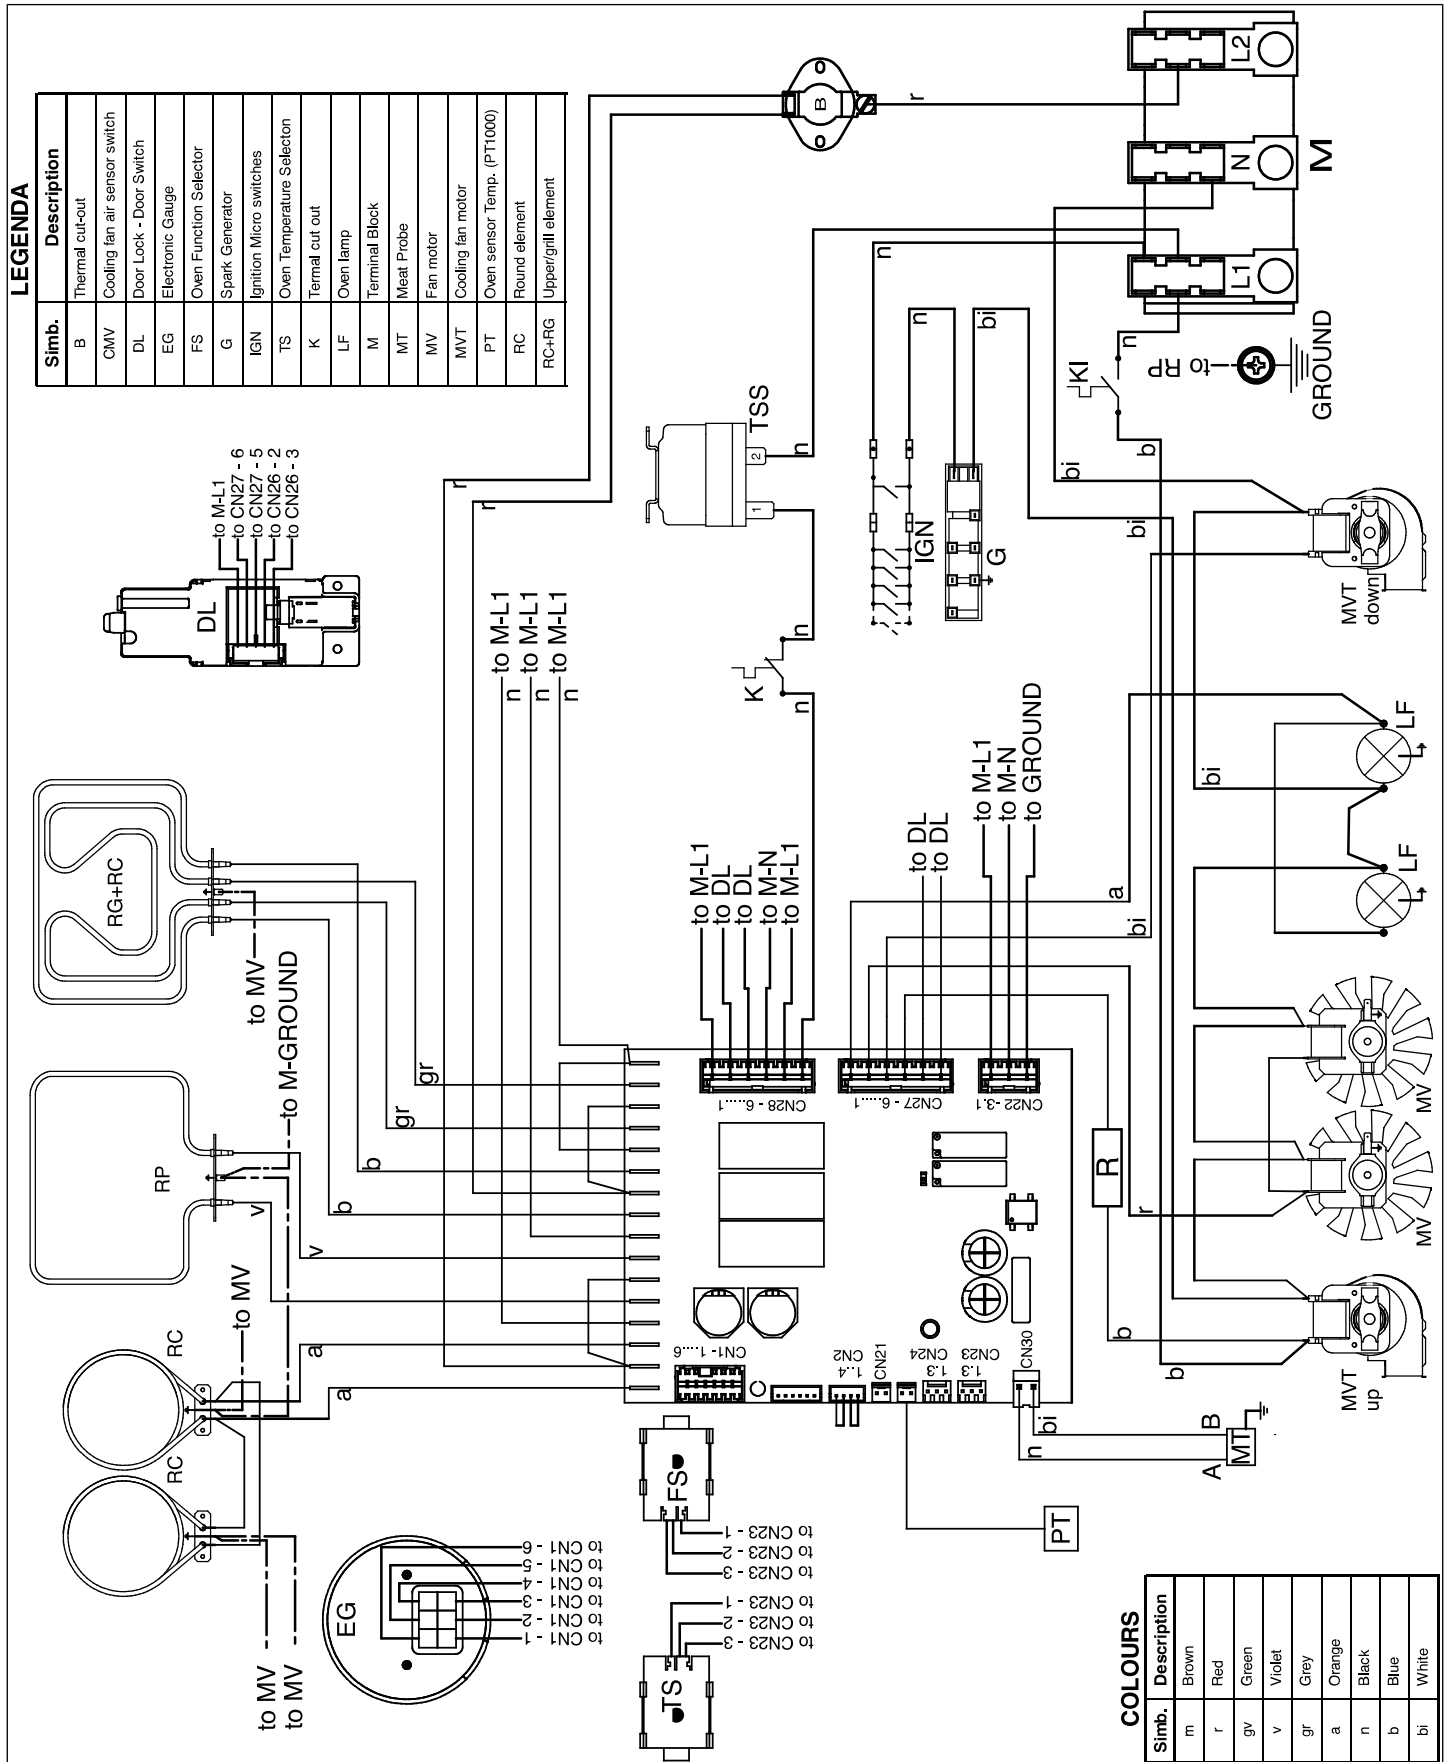 LEGENDA
Simb. Description
B Thermal cut-out
CMV Cooling fan air sensor switch
DL Door Lock - Door Switch
EG Electronic Gauge
FS Oven Function Selector
G Spark Generator
IGN Ignition Micro switches
TS Oven Temperature Selecton
K Termal cut out
LF Oven lamp
M Terminal Block
MT Meat Probe
MV Fan motor
MVT Cooling fan motor
PT Oven sensor Temp. (PT1000)
RC Round element
RC+RG Upper/grill element
DL
to M-L1
to CN27 - 6
to CN27 - 5
to CN26 - 2
to CN26 - 3
RG+RC
to MV
to M-GROUND
RP
to MV
RC
RC
to MV
to MV
EG
to CN1 - 6
to CN1 - 5
to CN1 - 4
to CN1 - 3
to CN1 - 2
to CN1 - 1
r
r
gr
gr
b
b
v
v
a
a
to M-L1
to M-L1
to M-L1
n
n
n
B
r
L2
N
L1
M
TSS
1
2
n
n
n
K
IGN
G
n
n
bi
n
KI
b
to RP
GROUND
bi
bi
to M-L1
to DL
to DL
to M-N
to M-L1
to DL
to DL
to M-L1
to M-N
to GROUND
CN28 - 6.....1
CN27 - 6.....1
CN22 -3.1
CN1 - 1.....6
CN2
1..4
CN21
CN24
1.3
CN23
1.3
CN30
a
bi
r
R
b
b
bi
n
bi
A
B
MT
PT
FS
to CN23 - 1
to CN23 - 2
to CN23 - 3
TS
to CN23 - 1
to CN23 - 2
to CN23 - 3
MVT
down
LF
LF
MV
MV
MVT
up
COLOURS
Simb. Description
m Brown
r Red
gv Green
v Violet
gr Grey
a Orange
n Black
b Blue
bi White